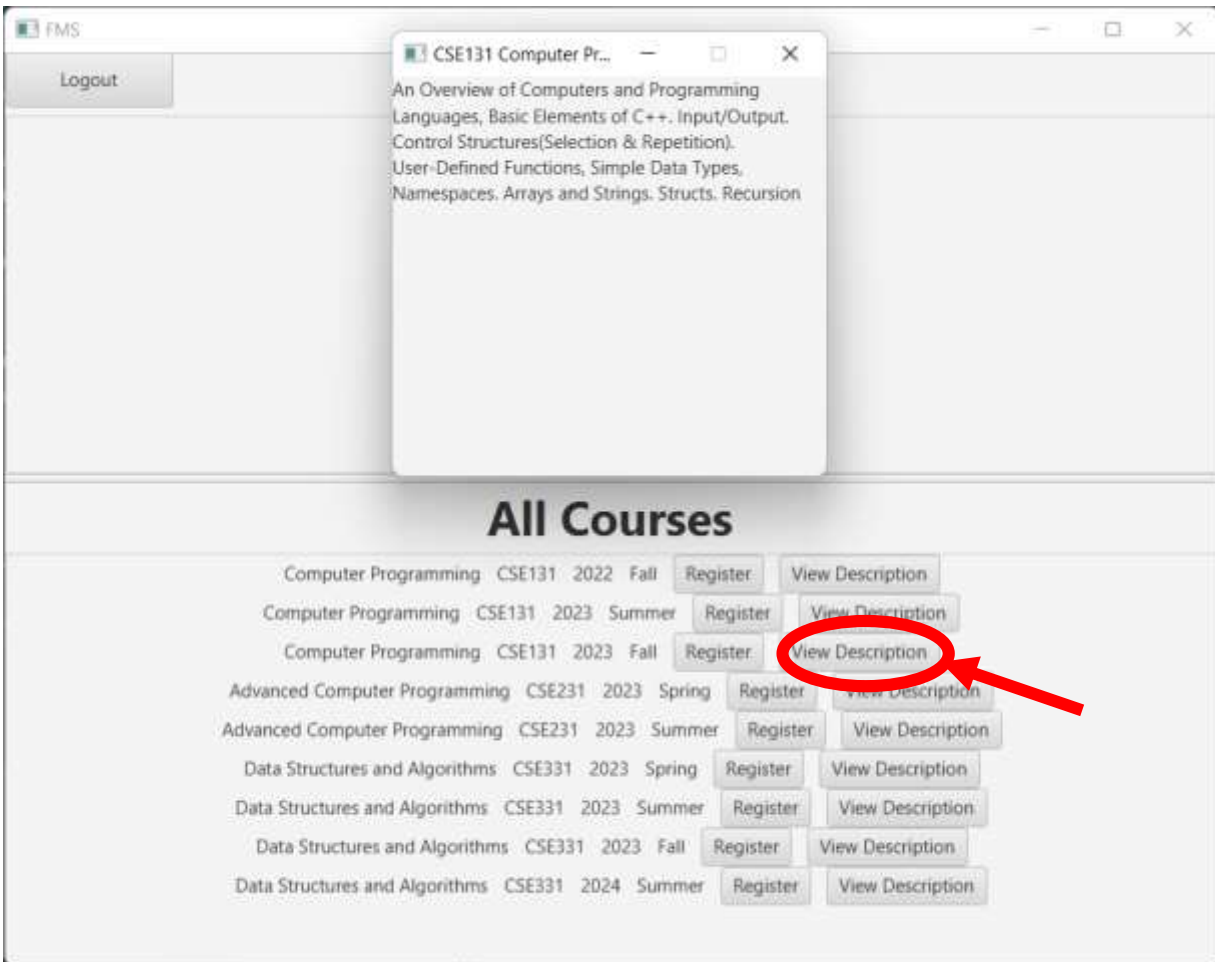 FMS
Logout
CSE131 Computer Pr...
An Overview of Computers and Programming
Languages, Basic Elements of C++. Input/Output.
Control Structures(Selection & Repetition).
User-Defined Functions, Simple Data Types,
Namespaces. Arrays and Strings. Structs. Recursion
All Courses
Computer Programming CSE131 2022 Fall Register View Description
Computer Programming CSE131 2023 Summer Register View Description
Computer Programming CSE131 2023 Fall Register View Description
Advanced Computer Programming CSE231 2023 Spring Register View Description
Advanced Computer Programming CSE231 2023 Summer Register View Description
Data Structures and Algorithms CSE331 2023 Spring Register View Description
Data Structures and Algorithms CSE331 2023 Summer Register View Description
Data Structures and Algorithms CSE331 2023 Fall Register View Description
Data Structures and Algorithms CSE331 2024 Summer Register View Description